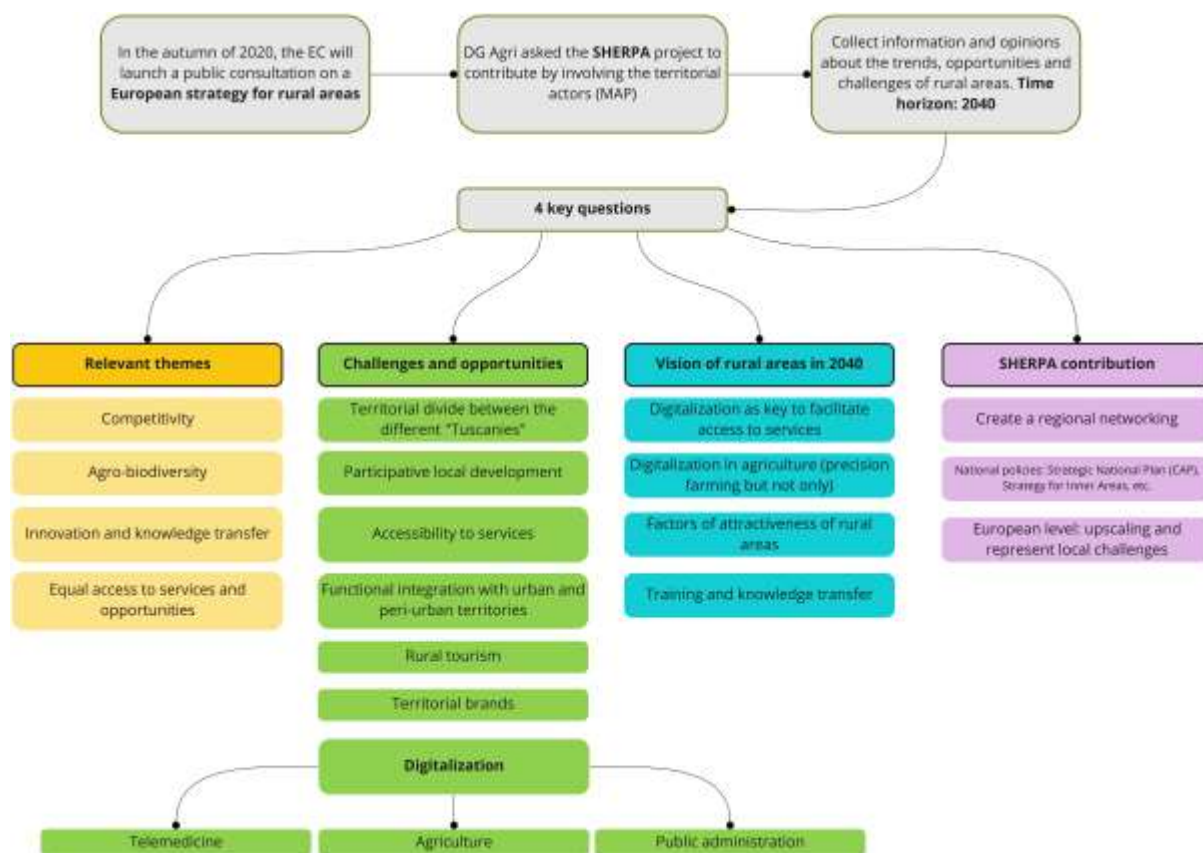 In the autumn of 2020, the EC will
launch a public consultation on a
European strategy for rural areas
DG Agri asked the SHERPA project to
contribute by involving the territorial
actors (MAP)
Collect information and opinions
about the trends, opportunities and
challenges of rural areas. Time
horizon: 2040
4 key questions
Relevant themes
Competitivity
Agro-biodiversity
Innovation and knowledge transfer
Equal access to services and
opportunities
Challenges and opportunities
Territorial divide between the
different "Tuscanies"
Participative local development
Accessibility to services
Functional integration with urban and
peri-urban territories
Rural tourism
Territorial brands
Digitalization
Telemedicine
Agriculture
Public administration
Vision of rural areas in 2040
Digitalization as key to facilitate
access to services
Digitalization in agriculture (precision
farming but not only)
Factors of attractiveness of rural
areas
Training and knowledge transfer
SHERPA contribution
Create a regional networking
National policies: Strategic National Plan (CAP),
Strategy for Inner Areas, etc.
European level: upscaling and
represent local challenges